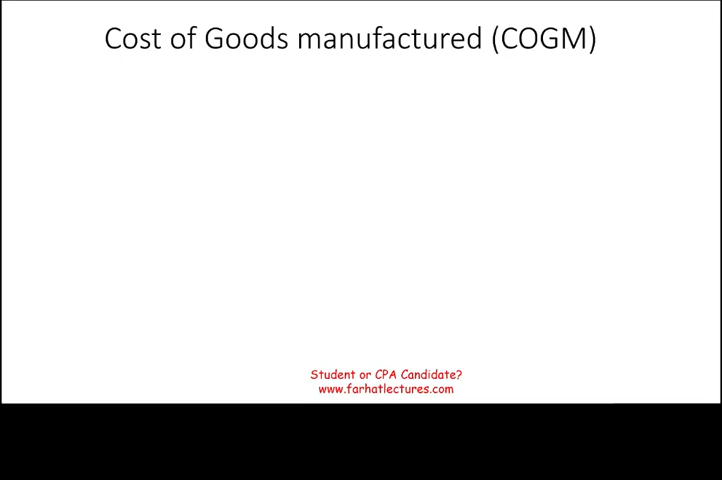 Cost of Goods manufactured (COGM)
Student or CPA Candidate?
www.farhatlectures.com